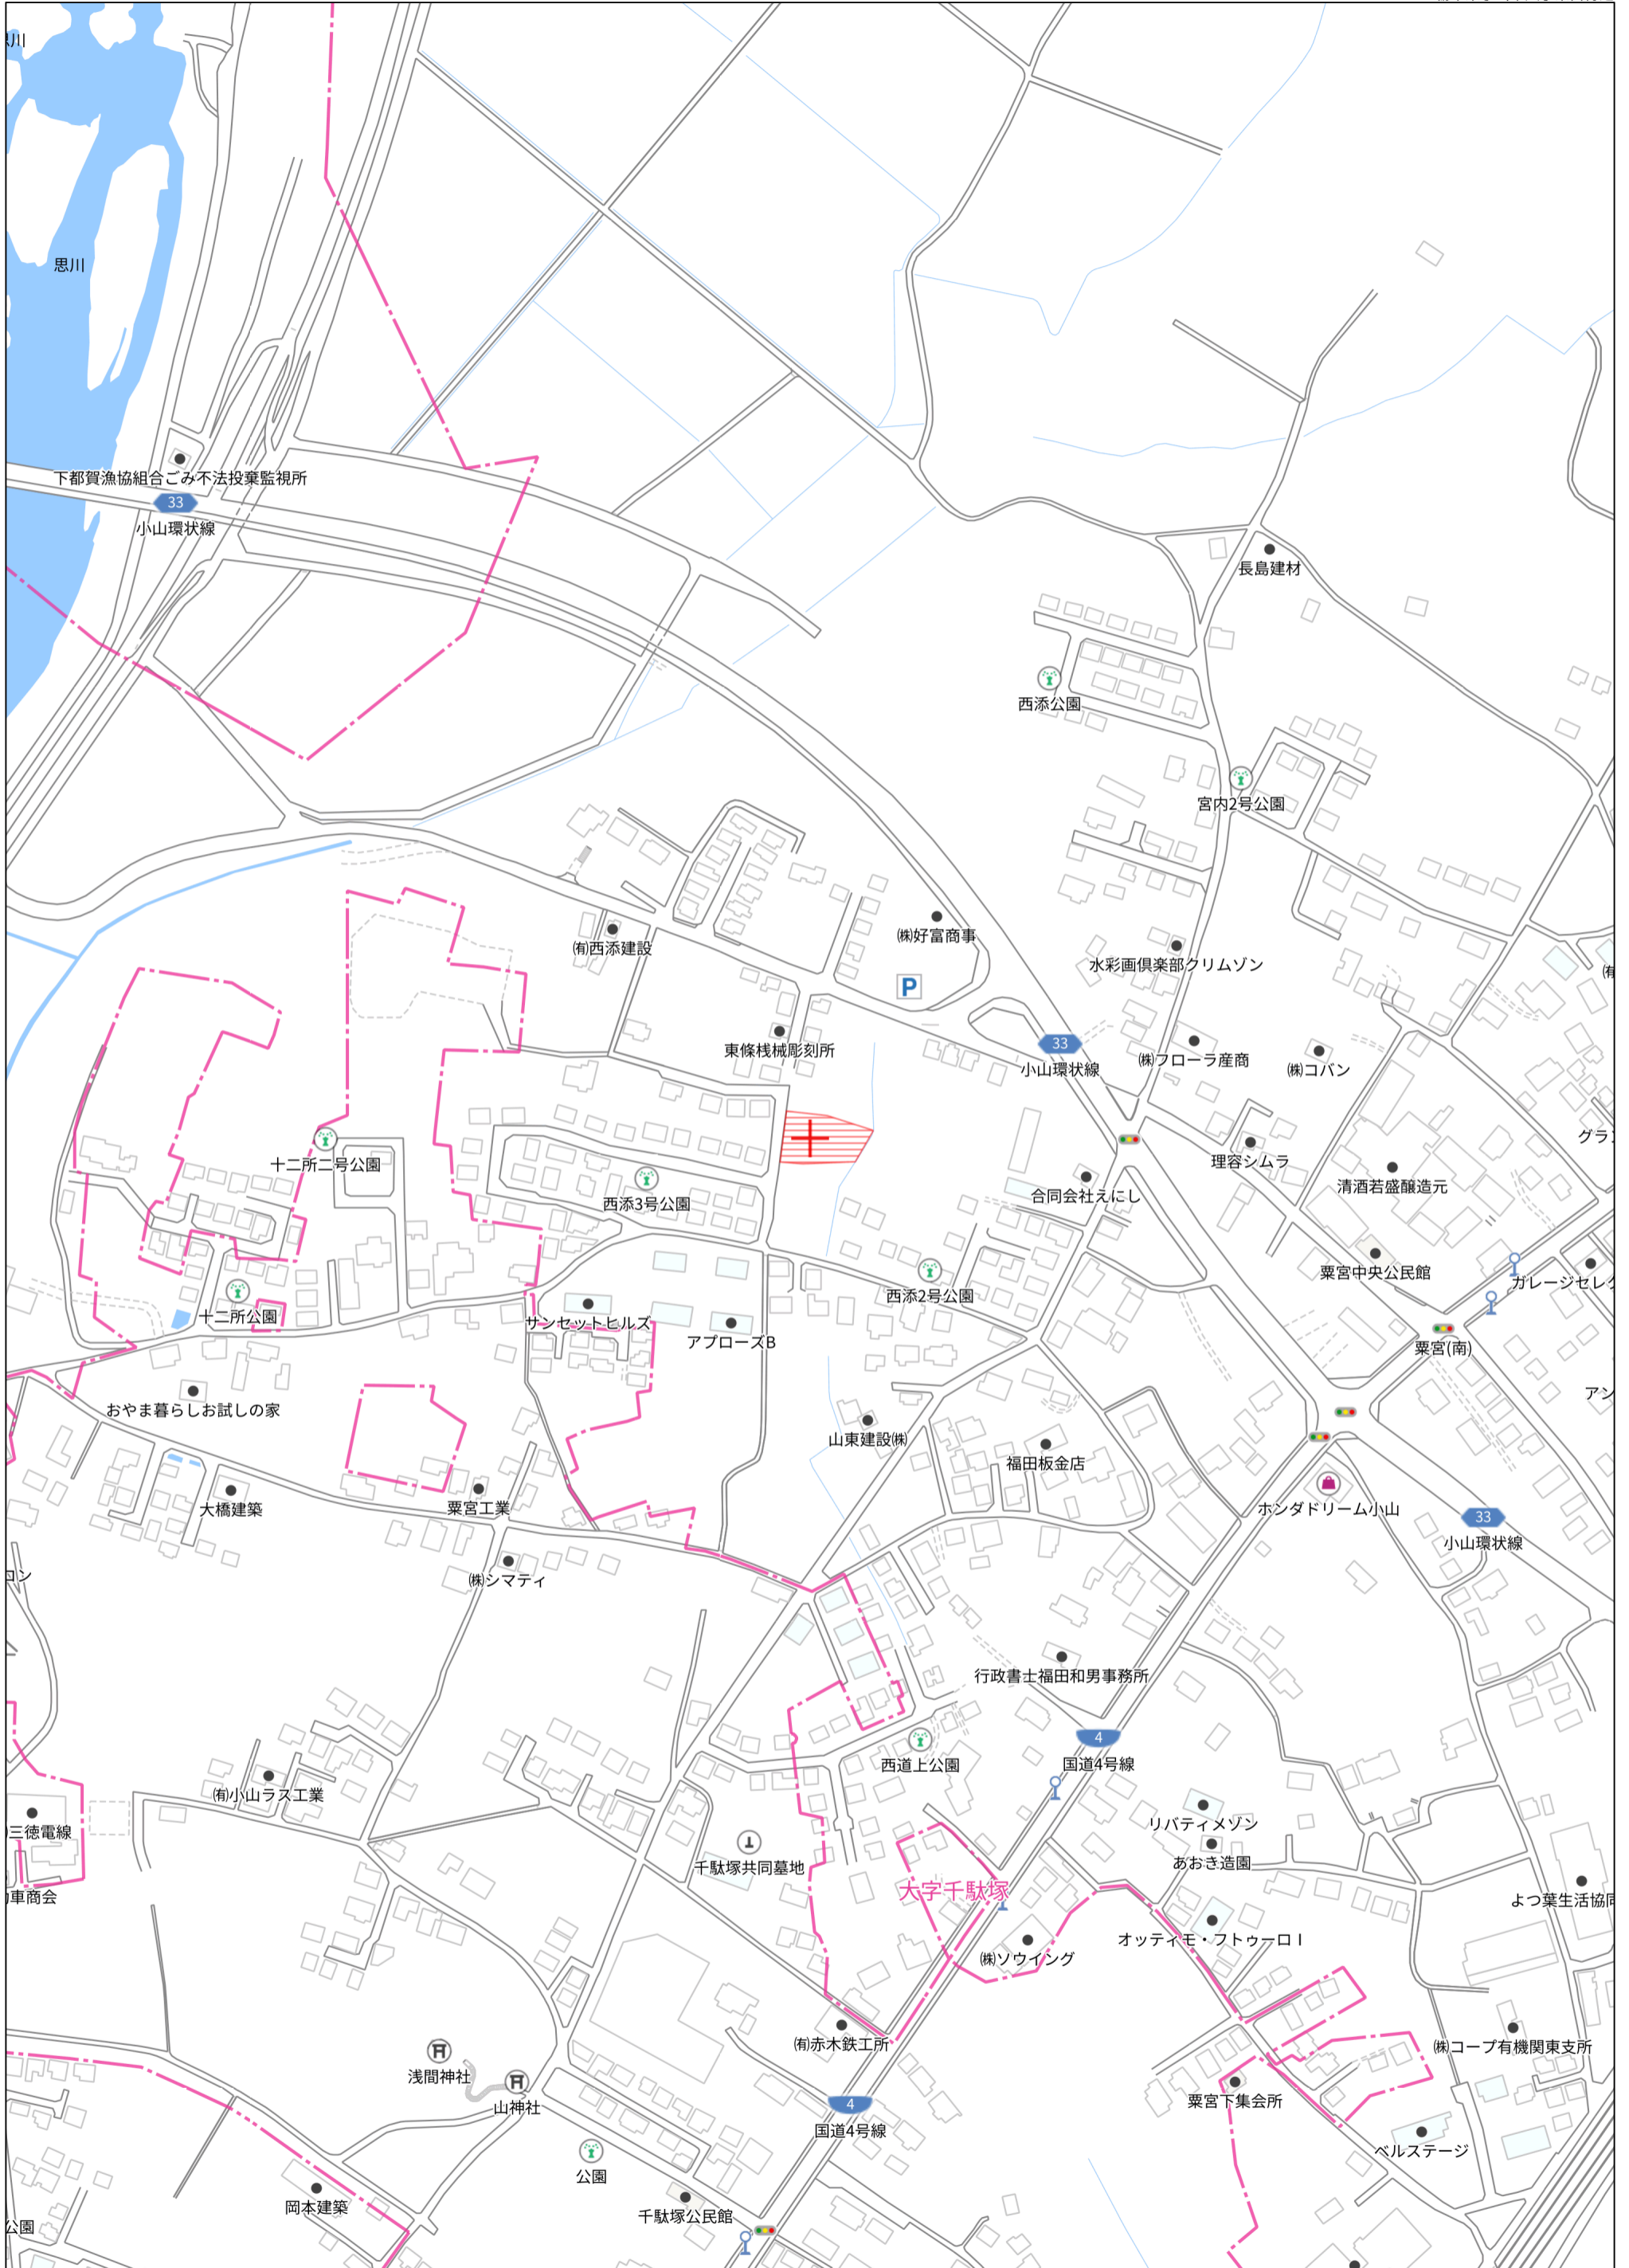 思川
下都賀漁協組合ごみ不法投棄監視所
33
小山環状線
長島建材
西添公園
宮内2号公園
㈱好富商事
㈲西添建設
水彩画倶楽部クリムゾン
P
東條桟械彫刻所
33
小山環状線
㈱フローラ産商
㈱コバン
十二所二号公園
理容シムラ
清酒若盛醸造元
西添3号公園
合同会社えにし
粟宮中央公民館
ガレージセレク
西添2号公園
十二所公園
サンセットヒルズ
アプローズB
粟宮(南)
おやま暮らしお試しの家
山東建設㈱
福田板金店
大橋建築
粟宮工業
ホンダドリーム小山
33
小山環状線
㈱シマティ
行政書士福田和男事務所
4
国道4号線
西道上公園
㈲小山ラス工業
リバティメゾン
三徳電線
あおき造園
千駄塚共同墓地
大字千駄塚
車商会
よつ葉生活協同
オッティモ・フトゥーロⅠ
㈱ソウイング
㈲赤木鉄工所
㈱コープ有機関東支所
浅間神社
山神社
粟宮下集会所
4
国道4号線
ベルステージ
公園
岡本建築
千駄塚公民館
公園